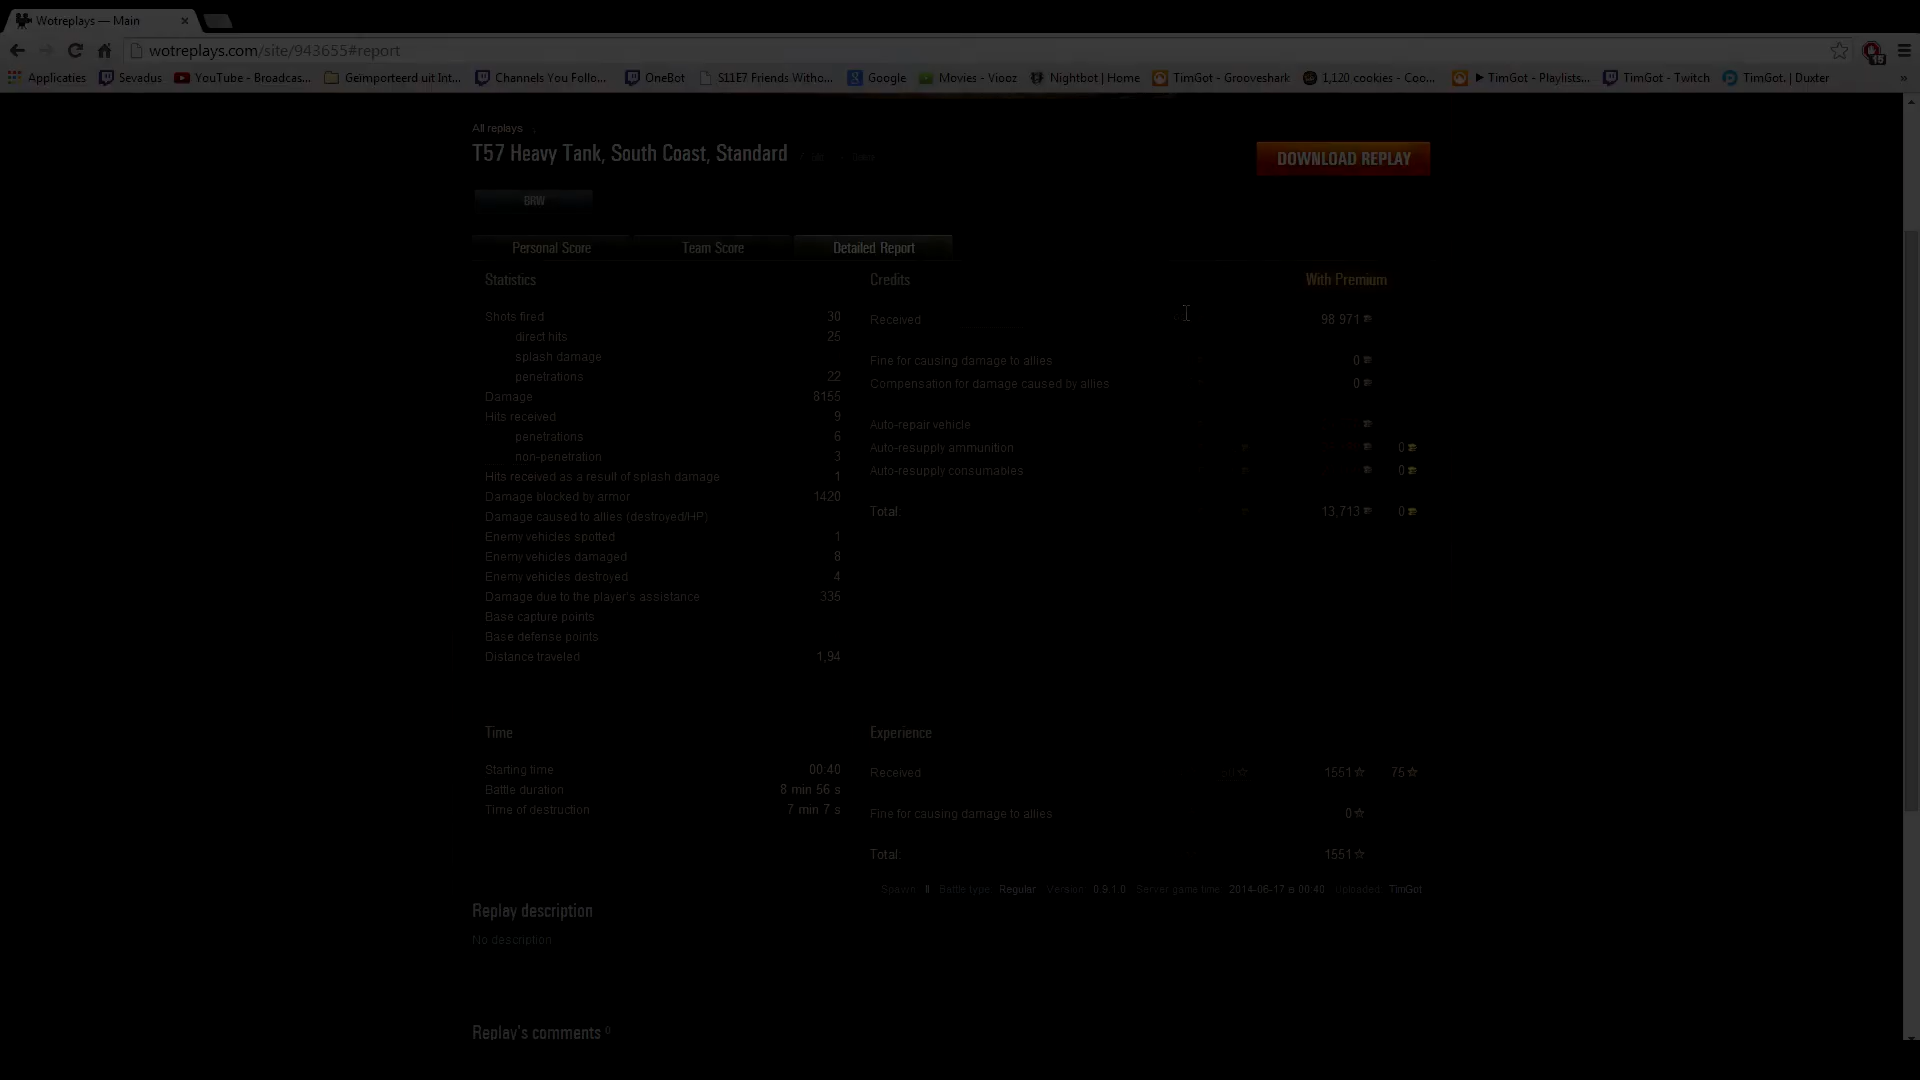 Wotreplays — Main
wotreplays.com/site/943655#report
Applicaties Sevadus YouTube - Broadcas... Geïmporteerd uit Int... Channels You Follo... OneBot S11E7 Friends Witho... Google Movies - Viooz Nightbot | Home TimGot - Grooveshark 1,120 cookies - Coo... TimGot - Playlists... TimGot - Twitch TimGot. | Duxter »
All replays
T57 Heavy Tank, South Coast, Standard
DOWNLOAD REPLAY
BRW
Personal Score Team Score Detailed Report
Statistics Credits With Premium
Shots fired 30
Received 98 971
direct hits 25
splash damage
Fine for causing damage to allies 0
penetrations 22
Compensation for damage caused by allies 0
Damage 8155
Hits received 9
Auto-repair vehicle
penetrations 6
Auto-resupply ammunition 0
non-penetration 3
Auto-resupply consumables 0
Hits received as a result of splash damage 1
Damage blocked by armor 1420
Total: 13,713 0
Damage caused to allies (destroyed/HP)
Enemy vehicles spotted 1
Enemy vehicles damaged 8
Enemy vehicles destroyed 4
Damage due to the player's assistance 335
Base capture points
Base defense points
Distance traveled 1,94
Time Experience
Starting time 00:40
Received 1551 75
Battle duration 8 min 56 s
Time of destruction 7 min 7 s
Fine for causing damage to allies 0
Total: 1551
Spawn: II Battle type: Regular Version: 0.9.1.0 Server game time: 2014-06-17 в 00:40 Uploaded: TimGot
Replay description
No description
Replay's comments 0